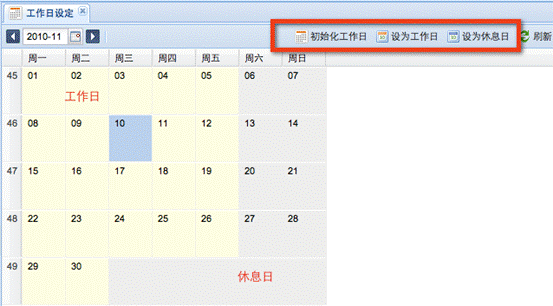 工作日设定
2010-11 初始化工作日 设为工作日 设为休息日 刷新
周一 周二 周三 周四 周五 周六 周日
45 01 02 03 04 05 06 07
工作日
46 08 09 10 11 12 13 14
47 15 16 17 18 19 20 21
48 22 23 24 25 26 27 28
49 29 30
休息日